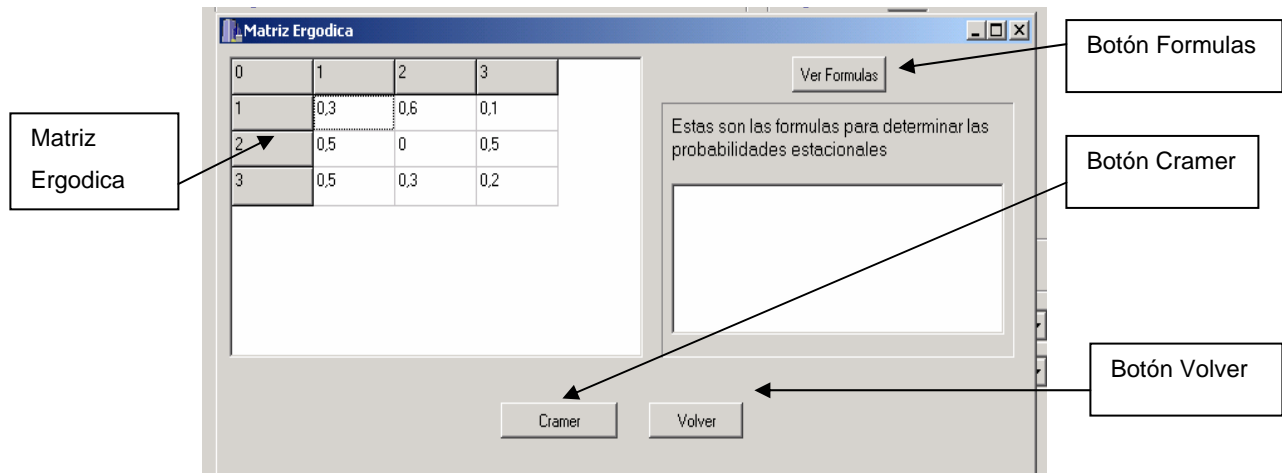 Matriz Ergodica
0 1 2 3
1 0,3 0,6 0,1
2 0,5 0 0,5
3 0,5 0,3 0,2
Ver Formulas
Estas son las formulas para determinar las
probabilidades estacionales
Cramer
Volver
Matriz
Ergodica
Botón Formulas
Botón Cramer
Botón Volver